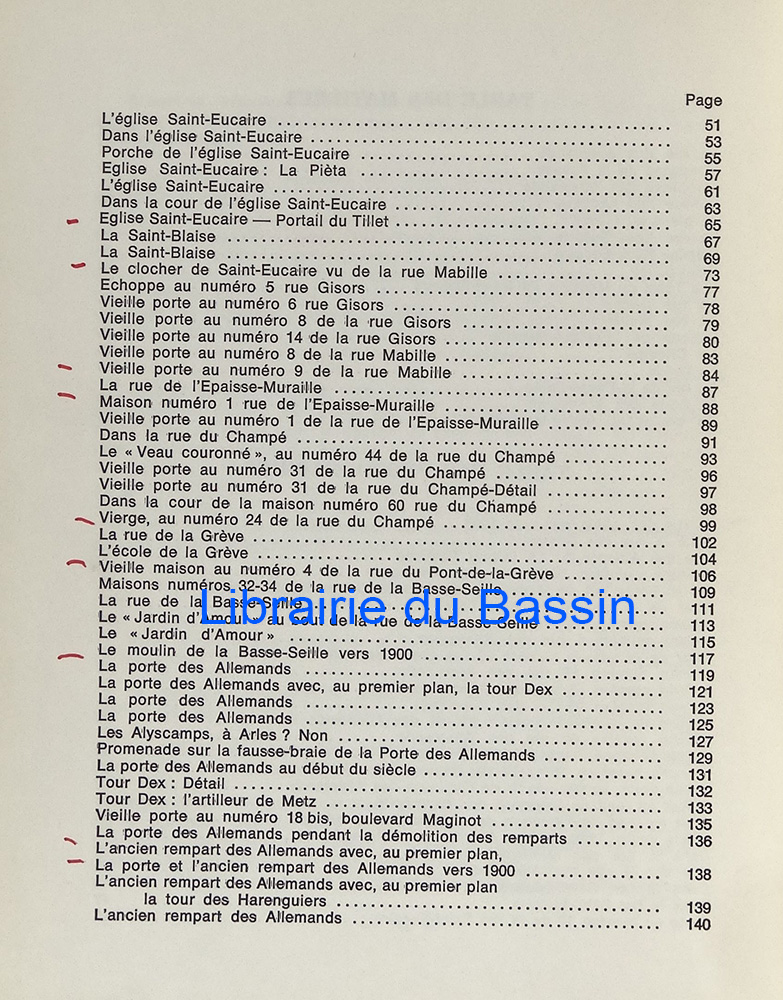 Page
L'église Saint-Eucaire ................ 51
Dans l'église Saint-Eucaire ................ 53
Porche de l'église Saint-Eucaire ................ 55
Eglise Saint-Eucaire : La Pièta ................ 57
L'église Saint-Eucaire ................ 61
Dans la cour de l'église Saint-Eucaire ................ 63
Eglise Saint-Eucaire — Portail du Tillet ................ 65
La Saint-Blaise ................ 67
La Saint-Blaise ................ 69
Le clocher de Saint-Eucaire vu de la rue Mabille ................ 73
Echoppe au numéro 5 rue Gisors ................ 77
Vieille porte au numéro 6 rue Gisors ................ 78
Vieille porte au numéro 8 de la rue Gisors ................ 79
Vieille porte au numéro 14 de la rue Gisors ................ 80
Vieille porte au numéro 8 de la rue Mabille ................ 83
Vieille porte au numéro 9 de la rue Mabille ................ 84
La rue de l'Epaisse-Muraille ................ 87
Maison numéro 1 rue de l'Epaisse-Muraille ................ 88
Vieille porte au numéro 1 de la rue de l'Epaisse-Muraille ................ 89
Dans la rue du Champé ................ 91
Le « Veau couronné », au numéro 44 de la rue du Champé ................ 93
Vieille porte au numéro 31 de la rue du Champé ................ 96
Vieille porte au numéro 31 de la rue du Champé-Détail ................ 97
Dans la cour de la maison numéro 60 rue du Champé ................ 98
Vierge, au numéro 24 de la rue du Champé ................ 99
La rue de la Grève ................ 102
L'école de la Grève ................ 104
Vieille maison au numéro 4 de la rue du Pont-de-la-Grève ................ 106
Maisons numéros 32-34 de la rue de la Basse-Seille ................ 109
La rue de la Basse-Seille ................ 111
Le « Jardin d'Amour » au bout de la rue de la Basse-Seille ................ 113
Le « Jardin d'Amour » ................ 115
Le moulin de la Basse-Seille vers 1900 ................ 117
La porte des Allemands ................ 119
La porte des Allemands avec, au premier plan, la tour Dex ................ 121
La porte des Allemands ................ 123
La porte des Allemands ................ 125
Les Alyscamps, à Arles ? Non ................ 127
Promenade sur la fausse-braie de la Porte des Allemands ................ 129
La porte des Allemands au début du siècle ................ 131
Tour Dex : Détail ................ 132
Tour Dex : l'artilleur de Metz ................ 133
Vieille porte au numéro 18 bis, boulevard Maginot ................ 135
La porte des Allemands pendant la démolition des remparts ................ 136
L'ancien rempart des Allemands avec, au premier plan,
La porte et l'ancien rempart des Allemands vers 1900 ................ 138
L'ancien rempart des Allemands avec, au premier plan
la tour des Harenguiers ................ 139
L'ancien rempart des Allemands ................ 140
Librairie du Bassin